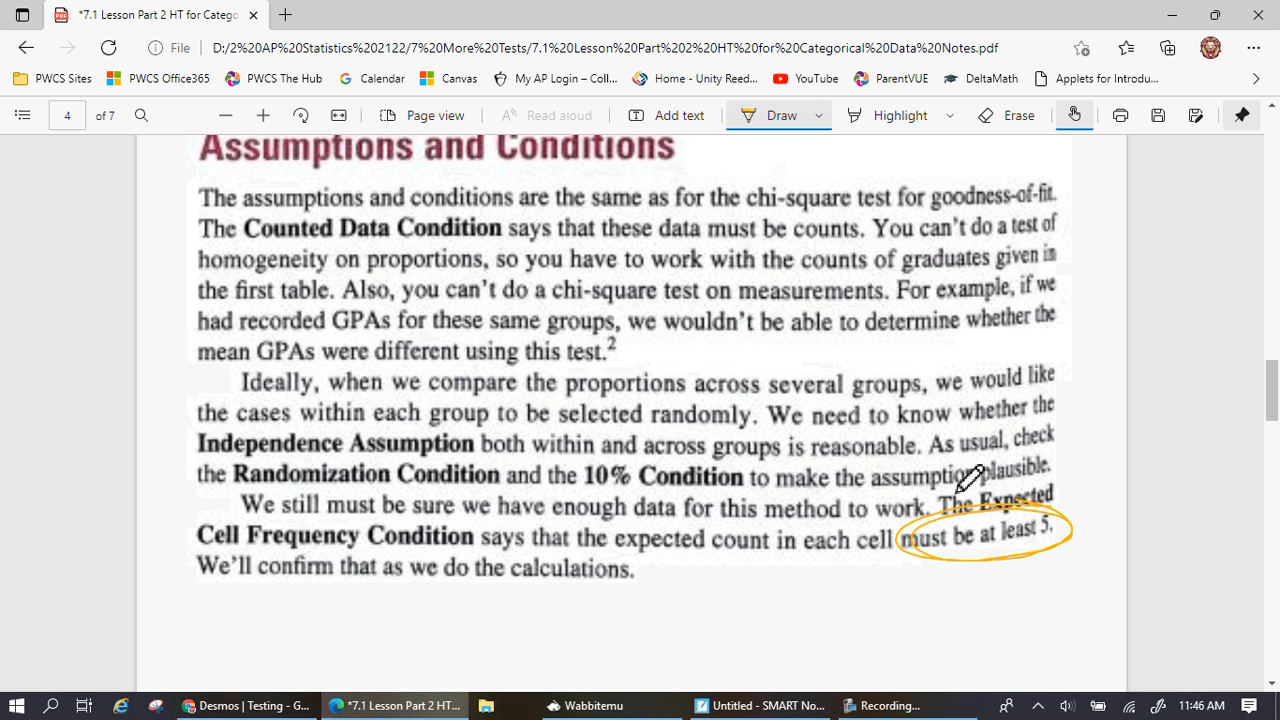 *7.1 Lesson Part 2 HT for Catego
File D:/2%20AP%20Statistics%202122/7%20More%20Tests/7.1%20Lesson%20Part%202%20HT%20for%20Categorical%20Data%20Notes.pdf
PWCS Sites PWCS Office365 PWCS The Hub Calendar Canvas My AP Login – Coll... Home - Unity Reed... YouTube ParentVUE DeltaMath Applets for Introdu...
4 of 7 Page view Read aloud Add text Draw Highlight Erase
Assumptions and Conditions
The assumptions and conditions are the same as for the chi-square test for goodness-of-fit.
The Counted Data Condition says that these data must be counts. You can't do a test of
homogeneity on proportions, so you have to work with the counts of graduates given in
the first table. Also, you can't do a chi-square test on measurements. For example, if we
had recorded GPAs for these same groups, we wouldn't be able to determine whether the
mean GPAs were different using this test.2
Ideally, when we compare the proportions across several groups, we would like
the cases within each group to be selected randomly. We need to know whether the
Independence Assumption both within and across groups is reasonable. As usual, check
the Randomization Condition and the 10% Condition to make the assumption plausible.
We still must be sure we have enough data for this method to work. The Expected
Cell Frequency Condition says that the expected count in each cell must be at least 5.
We'll confirm that as we do the calculations.
Desmos | Testing - G... *7.1 Lesson Part 2 HT... Wabbitemu Untitled - SMART No... Recording... 11:46 AM